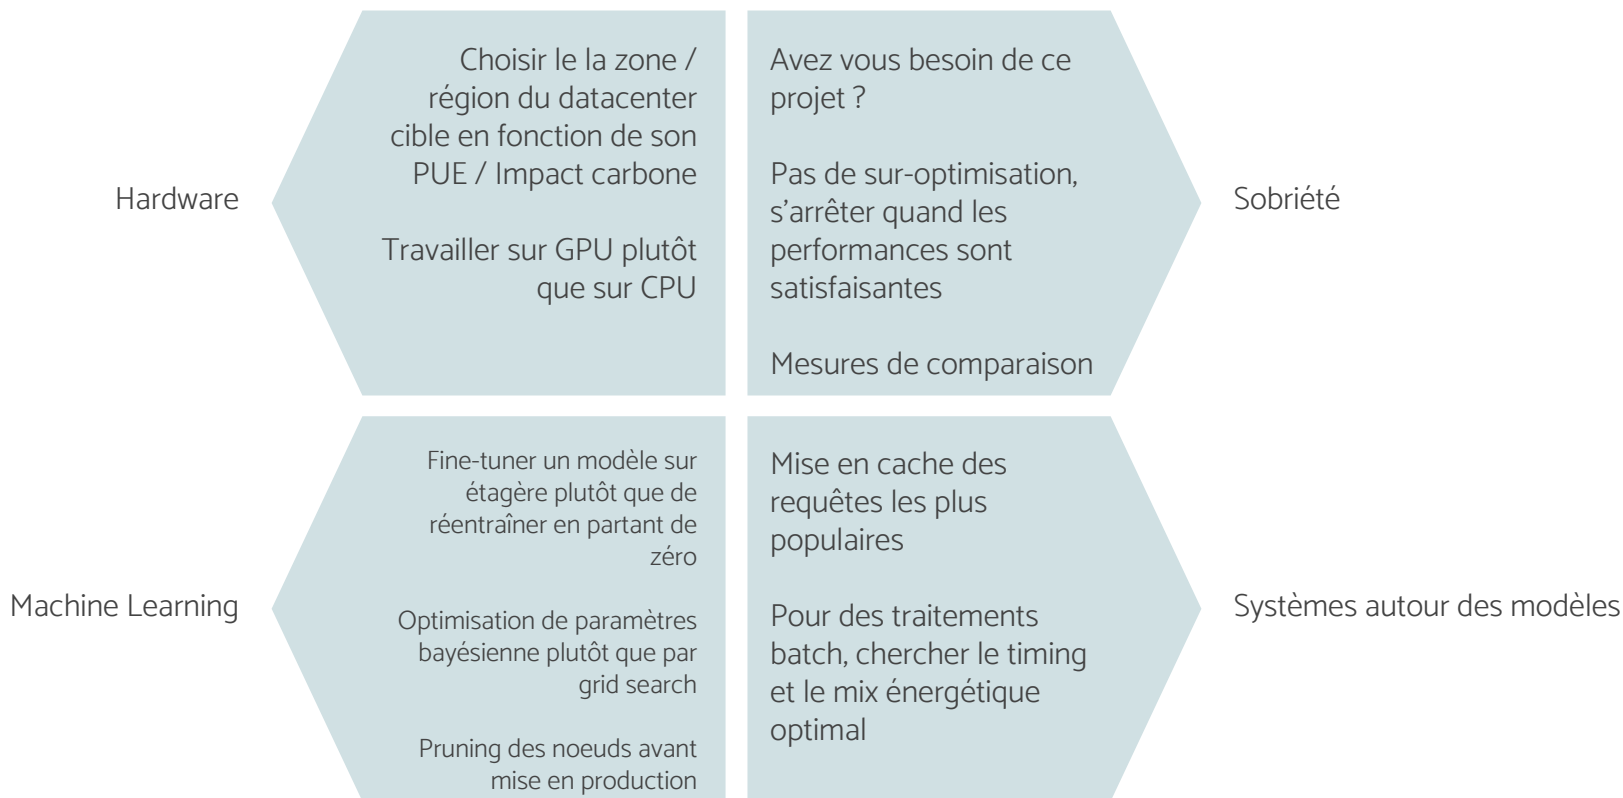 Hardware
Choisir le la zone /
région du datacenter
cible en fonction de son
PUE / Impact carbone
Travailler sur GPU plutôt
que sur CPU
Avez vous besoin de ce
projet ?
Pas de sur-optimisation,
s'arrêter quand les
performances sont
satisfaisantes
Mesures de comparaison
Sobriété
Machine Learning
Fine-tuner un modèle sur
étagère plutôt que de
réentraîner en partant de
zéro
Optimisation de paramètres
bayésienne plutôt que par
grid search
Pruning des noeuds avant
mise en production
Mise en cache des
requêtes les plus
populaires
Pour des traitements
batch, chercher le timing
et le mix énergétique
optimal
Systèmes autour des modèles